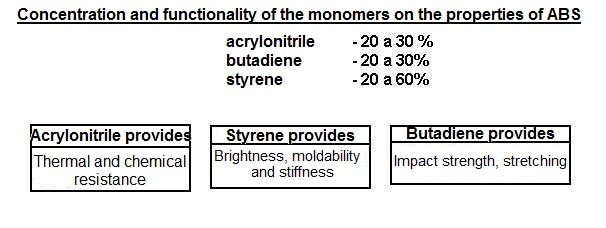 Concentration and functionality of the monomers on the properties of ABS
acrylonitrile - 20 a 30 %
butadiene - 20 a 30%
styrene - 20 a 60%
Acrylonitrile provides
Thermal and chemical
resistance
Styrene provides
Brightness, moldability
and stiffness
Butadiene provides
Impact strength, stretching